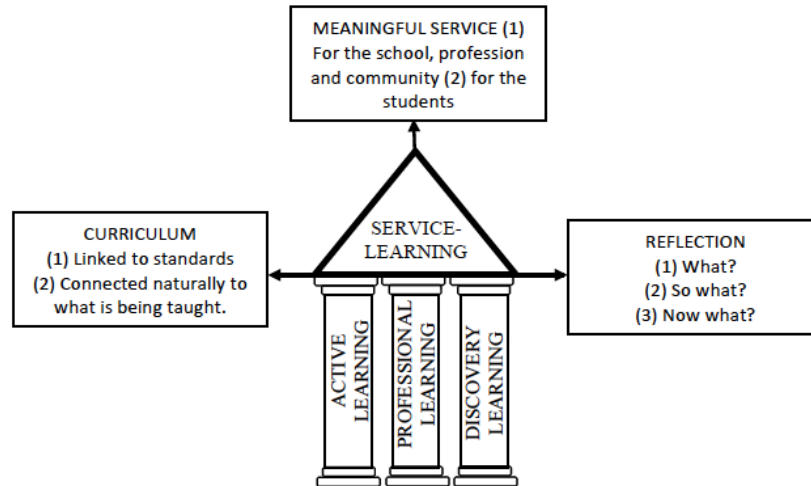 MEANINGFUL SERVICE (1)
For the school, profession
and community (2) for the
students
CURRICULUM
(1) Linked to standards
(2) Connected naturally to
what is being taught.
SERVICE-
LEARNING
REFLECTION
(1) What?
(2) So what?
(3) Now what?
ACTIVE
LEARNING
PROFESSIONAL
LEARNING
DISCOVERY
LEARNING